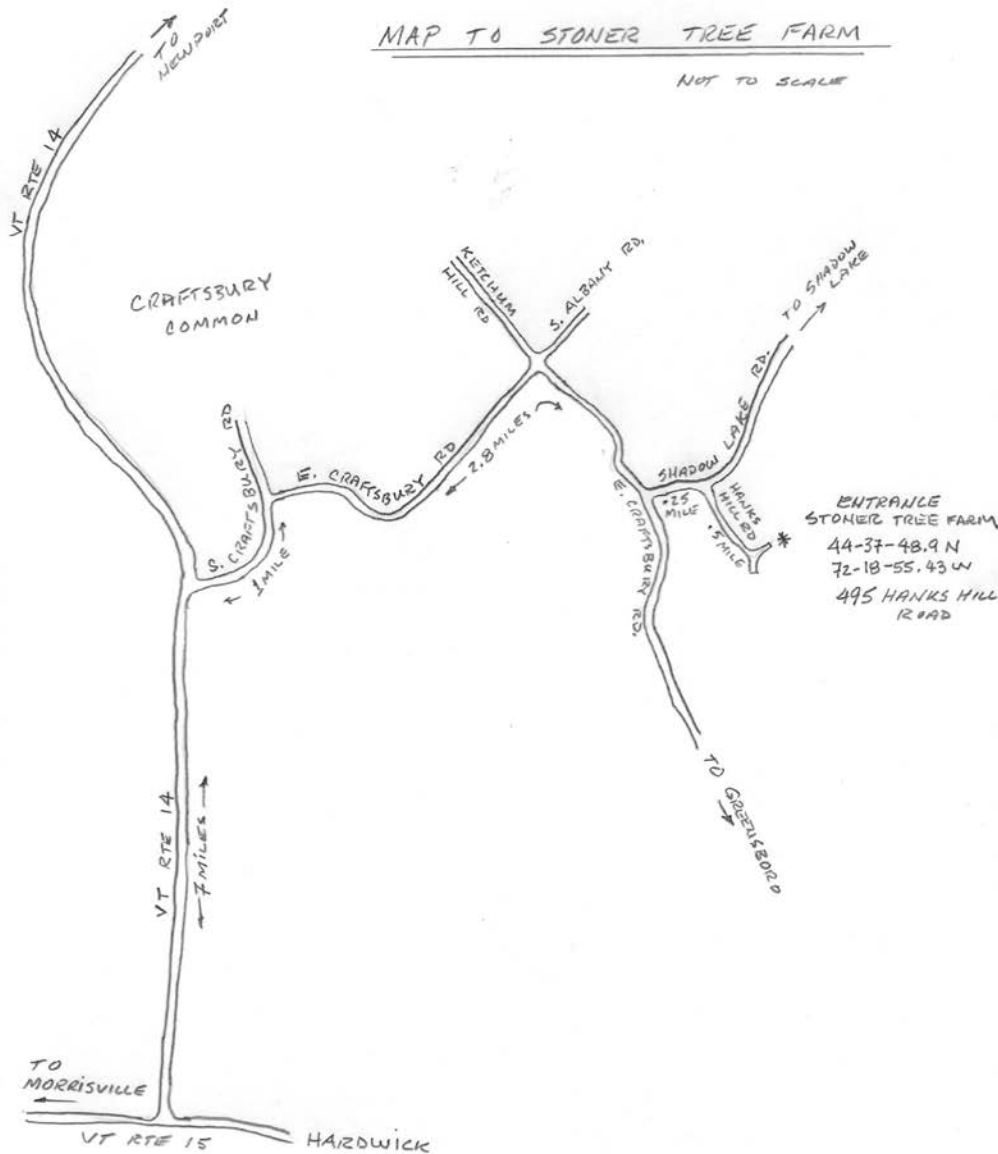 MAP TO STONER TREE FARM
NOT TO SCALE
TO
NEWPORT
VT RTE 14
CRAFTSBURY
COMMON
KETCHUM
HILL RD
S. ALBANY RD.
TO SHADOW
LAKE
S. CRAFTSBURY RD
E. CRAFTSBURY RD
2.8 MILES
SHADOW LAKE RD.
.25
MILE
HANKS
HILL RD
.5 MILE
*
ENTRANCE
STONER TREE FARM
44-37-48.9 N
72-18-55.43 W
495 HANKS HILL
ROAD
1 MILE
E. CRAFTSBURY RD.
TO GREENSBORO
VT RTE 14
7 MILES
TO
MORRISVILLE
VT RTE 15
HARDWICK